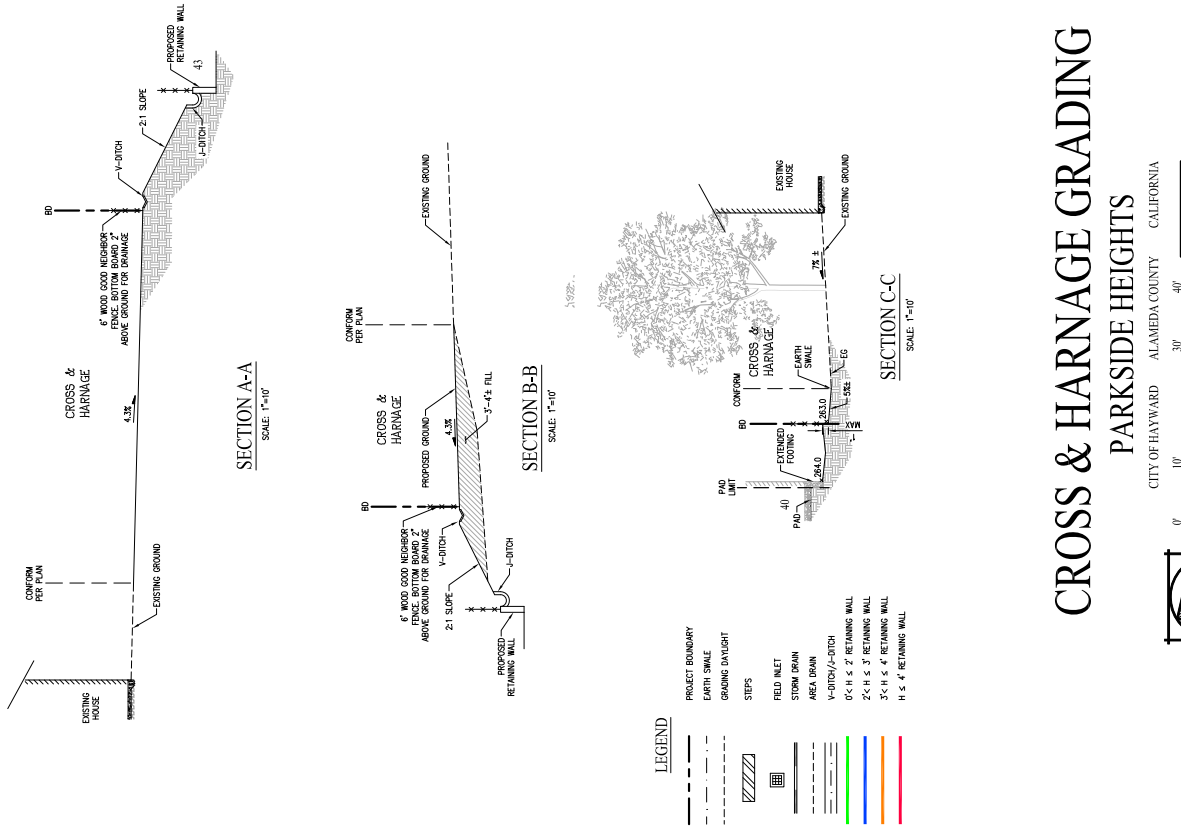 EXISTING
HOUSE
CONFORM
PER PLAN
EXISTING GROUND
CROSS &
HARNAGE
4.3%
6' WOOD GOOD NEIGHBOR
FENCE. BOTTOM BOARD 2"
ABOVE GROUND FOR DRAINAGE
BD
V-DITCH
2:1 SLOPE
J-DITCH
PROPOSED
RETAINING WALL
43
SECTION A-A
SCALE: 1"=10'
PROPOSED
RETAINING WALL
2:1 SLOPE
J-DITCH
V-DITCH
6' WOOD GOOD NEIGHBOR
FENCE. BOTTOM BOARD 2"
ABOVE GROUND FOR DRAINAGE
BD
PROPOSED GROUND
4.3%
CROSS &
HARNAGE
3'-4'± FILL
CONFORM
PER PLAN
EXISTING GROUND
SECTION B-B
SCALE: 1"=10'
PAD
LIMIT
40
PAD
264.0
EXTENDED
FOOTING
BD
1'
MAX
263.0
5%±
CONFORM
EARTH
SWALE
EG
CROSS &
HARNAGE
7% ±
EXISTING
HOUSE
EXISTING GROUND
SECTION C-C
SCALE: 1"=10'
LEGEND
PROJECT BOUNDARY
EARTH SWALE
GRADING DAYLIGHT
STEPS
FIELD INLET
STORM DRAIN
AREA DRAIN
V-DITCH/J-DITCH
0'< H ≤ 2' RETAINING WALL
2'< H ≤ 3' RETAINING WALL
3'< H ≤ 4' RETAINING WALL
H ≤ 4' RETAINING WALL
CROSS & HARNAGE GRADING
PARKSIDE HEIGHTS
CITY OF HAYWARD ALAMEDA COUNTY CALIFORNIA
0' 10' 30' 40'